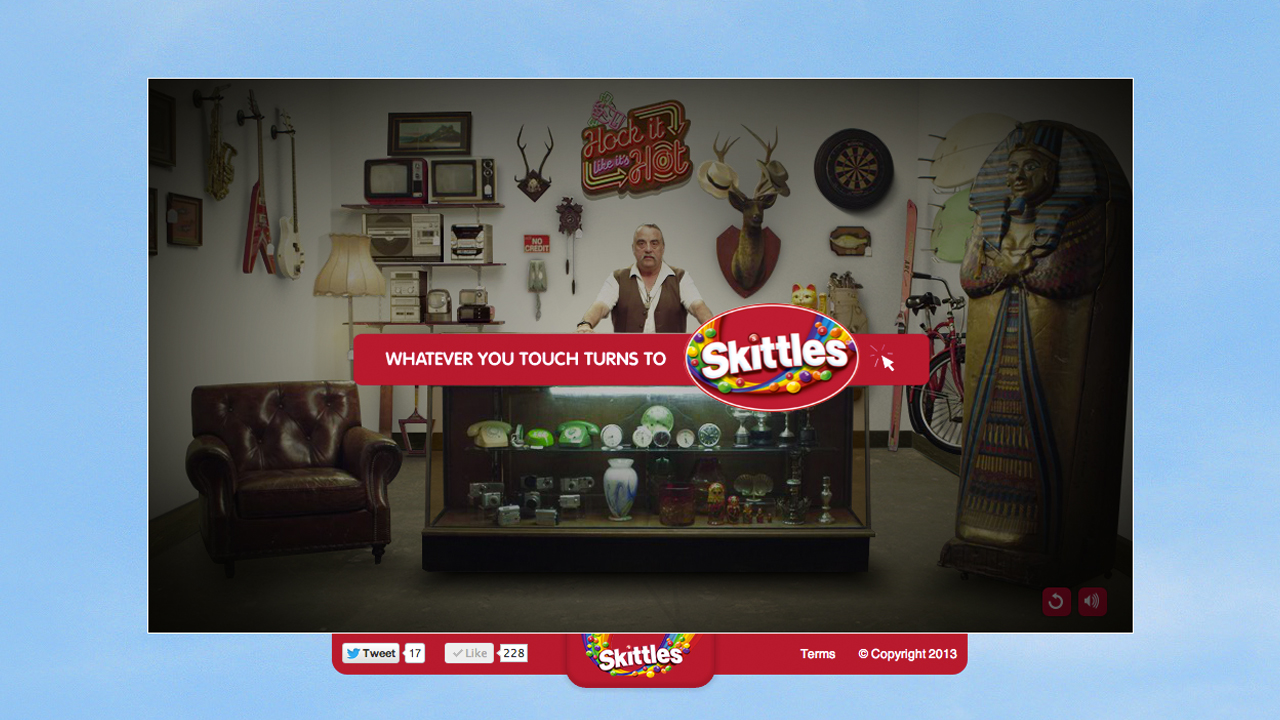 Hock it
like it's
Hot
NO
CREDIT
WHATEVER YOU TOUCH TURNS TO
Skittles
Tweet
17
Like
228
Skittles
Terms
© Copyright 2013